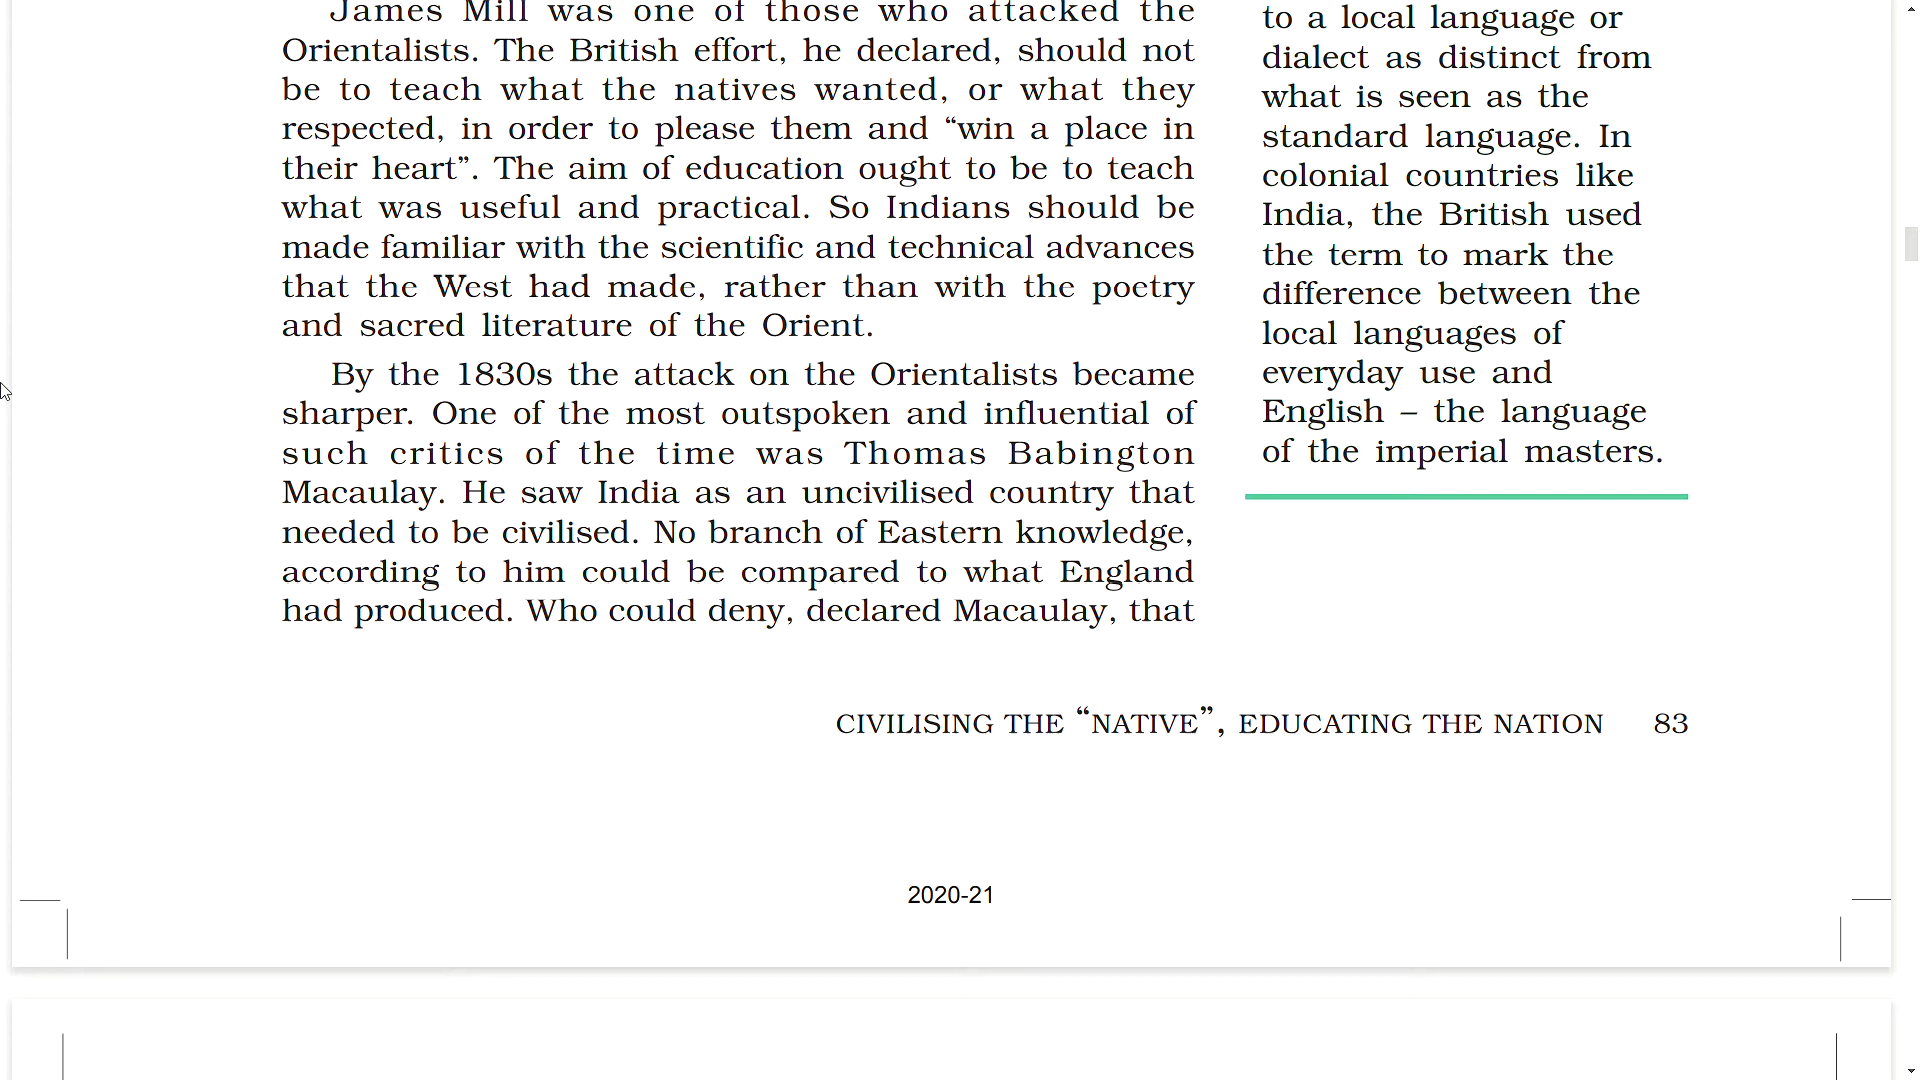 James Mill was one of those who attacked the
Orientalists. The British effort, he declared, should not
be to teach what the natives wanted, or what they
respected, in order to please them and “win a place in
their heart”. The aim of education ought to be to teach
what was useful and practical. So Indians should be
made familiar with the scientific and technical advances
that the West had made, rather than with the poetry
and sacred literature of the Orient.
By the 1830s the attack on the Orientalists became
sharper. One of the most outspoken and influential of
such critics of the time was Thomas Babington
Macaulay. He saw India as an uncivilised country that
needed to be civilised. No branch of Eastern knowledge,
according to him could be compared to what England
had produced. Who could deny, declared Macaulay, that
to a local language or
dialect as distinct from
what is seen as the
standard language. In
colonial countries like
India, the British used
the term to mark the
difference between the
local languages of
everyday use and
English – the language
of the imperial masters.
CIVILISING THE “NATIVE”, EDUCATING THE NATION 83
2020-21